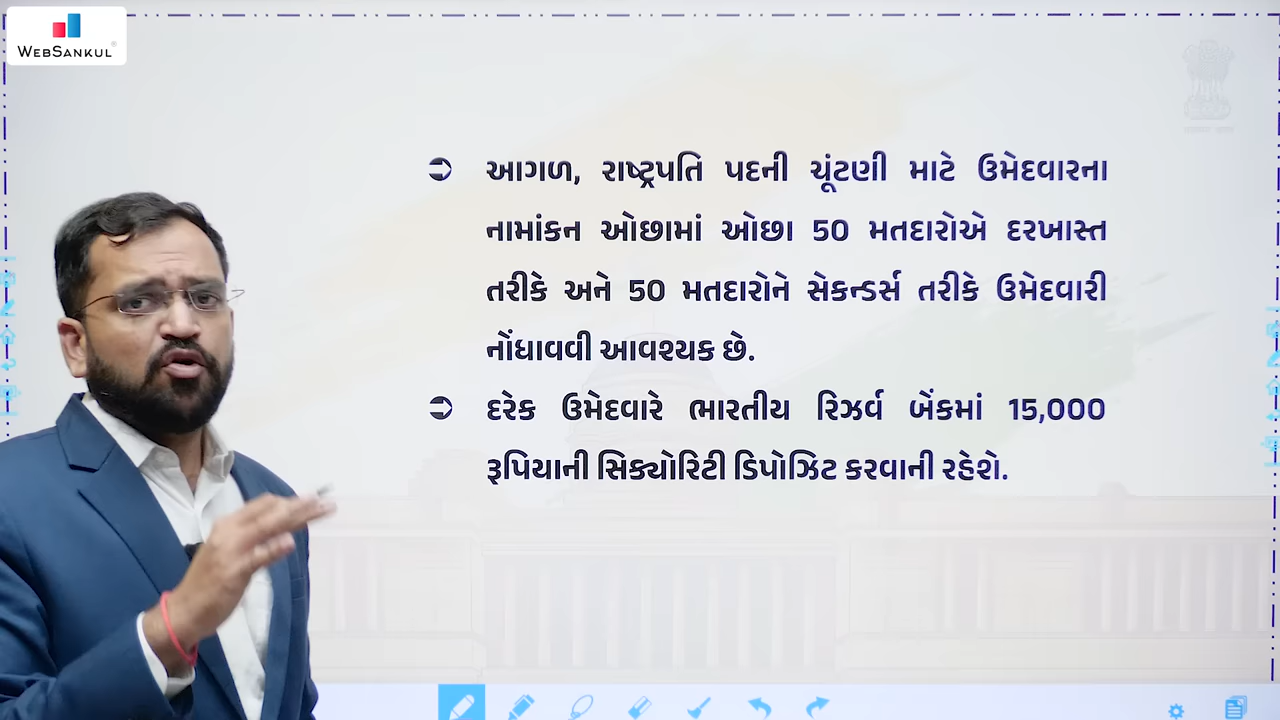 WEBSANKUL
આગળ, રાષ્ટ્રપતિ પદની ચૂંટણી માટે ઉમેદવારના
નામાંકન ઓછામાં ઓછા 50 મતદારોએ દરખાસ્ત
તરીકે અને 50 મતદારોને સેકન્ડર્સ તરીકે ઉમેદવારી
નોંધાવવી આવશ્યક છે.
દરેક ઉમેદવારે ભારતીય રિઝર્વ બેંકમાં 15,000
રૂપિયાની સિક્યોરિટી ડિપોઝિટ કરવાની રહેશે.